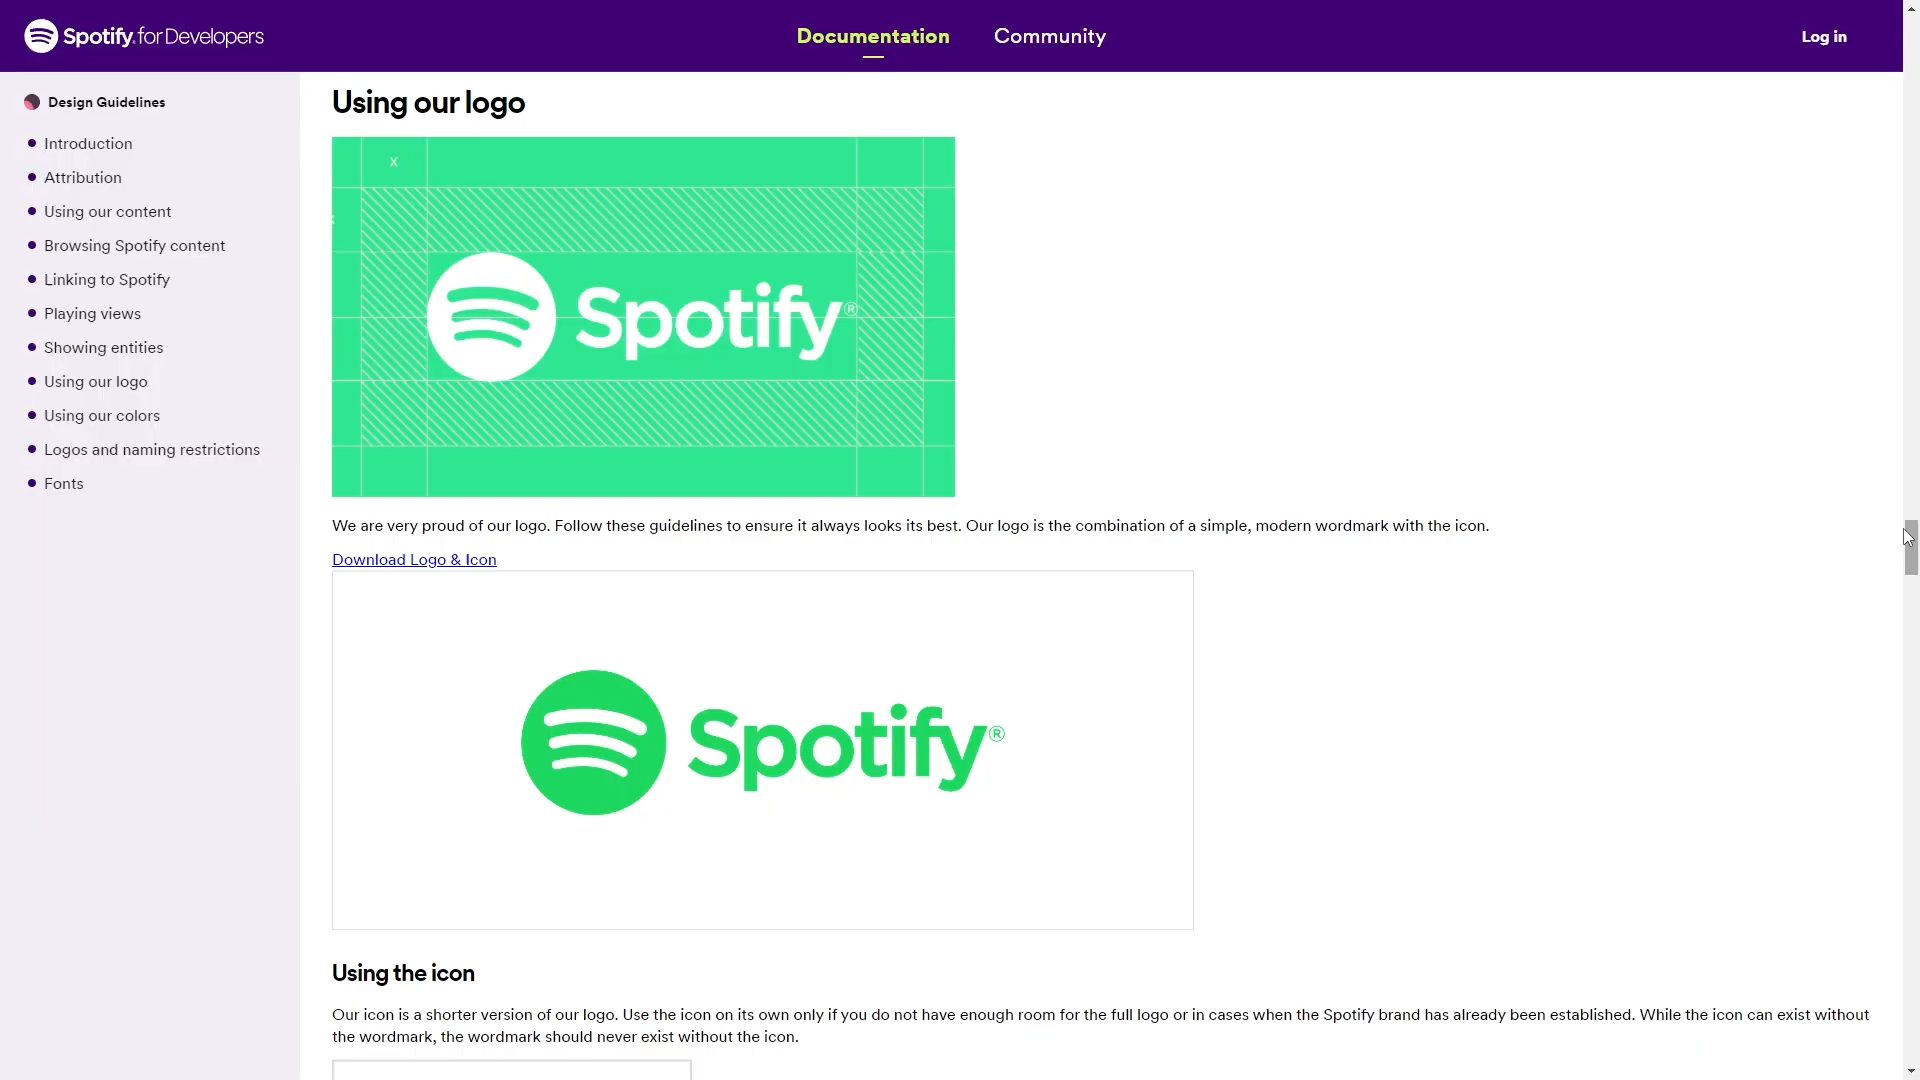 Spotify for Developers
Documentation
Community
Log in
Design Guidelines
Introduction
Attribution
Using our content
Browsing Spotify content
Linking to Spotify
Playing views
Showing entities
Using our logo
Using our colors
Logos and naming restrictions
Fonts
Using our logo
x
Spotify®
We are very proud of our logo. Follow these guidelines to ensure it always looks its best. Our logo is the combination of a simple, modern wordmark with the icon.
Download Logo & Icon
Spotify®
Using the icon
Our icon is a shorter version of our logo. Use the icon on its own only if you do not have enough room for the full logo or in cases when the Spotify brand has already been established. While the icon can exist without
the wordmark, the wordmark should never exist without the icon.